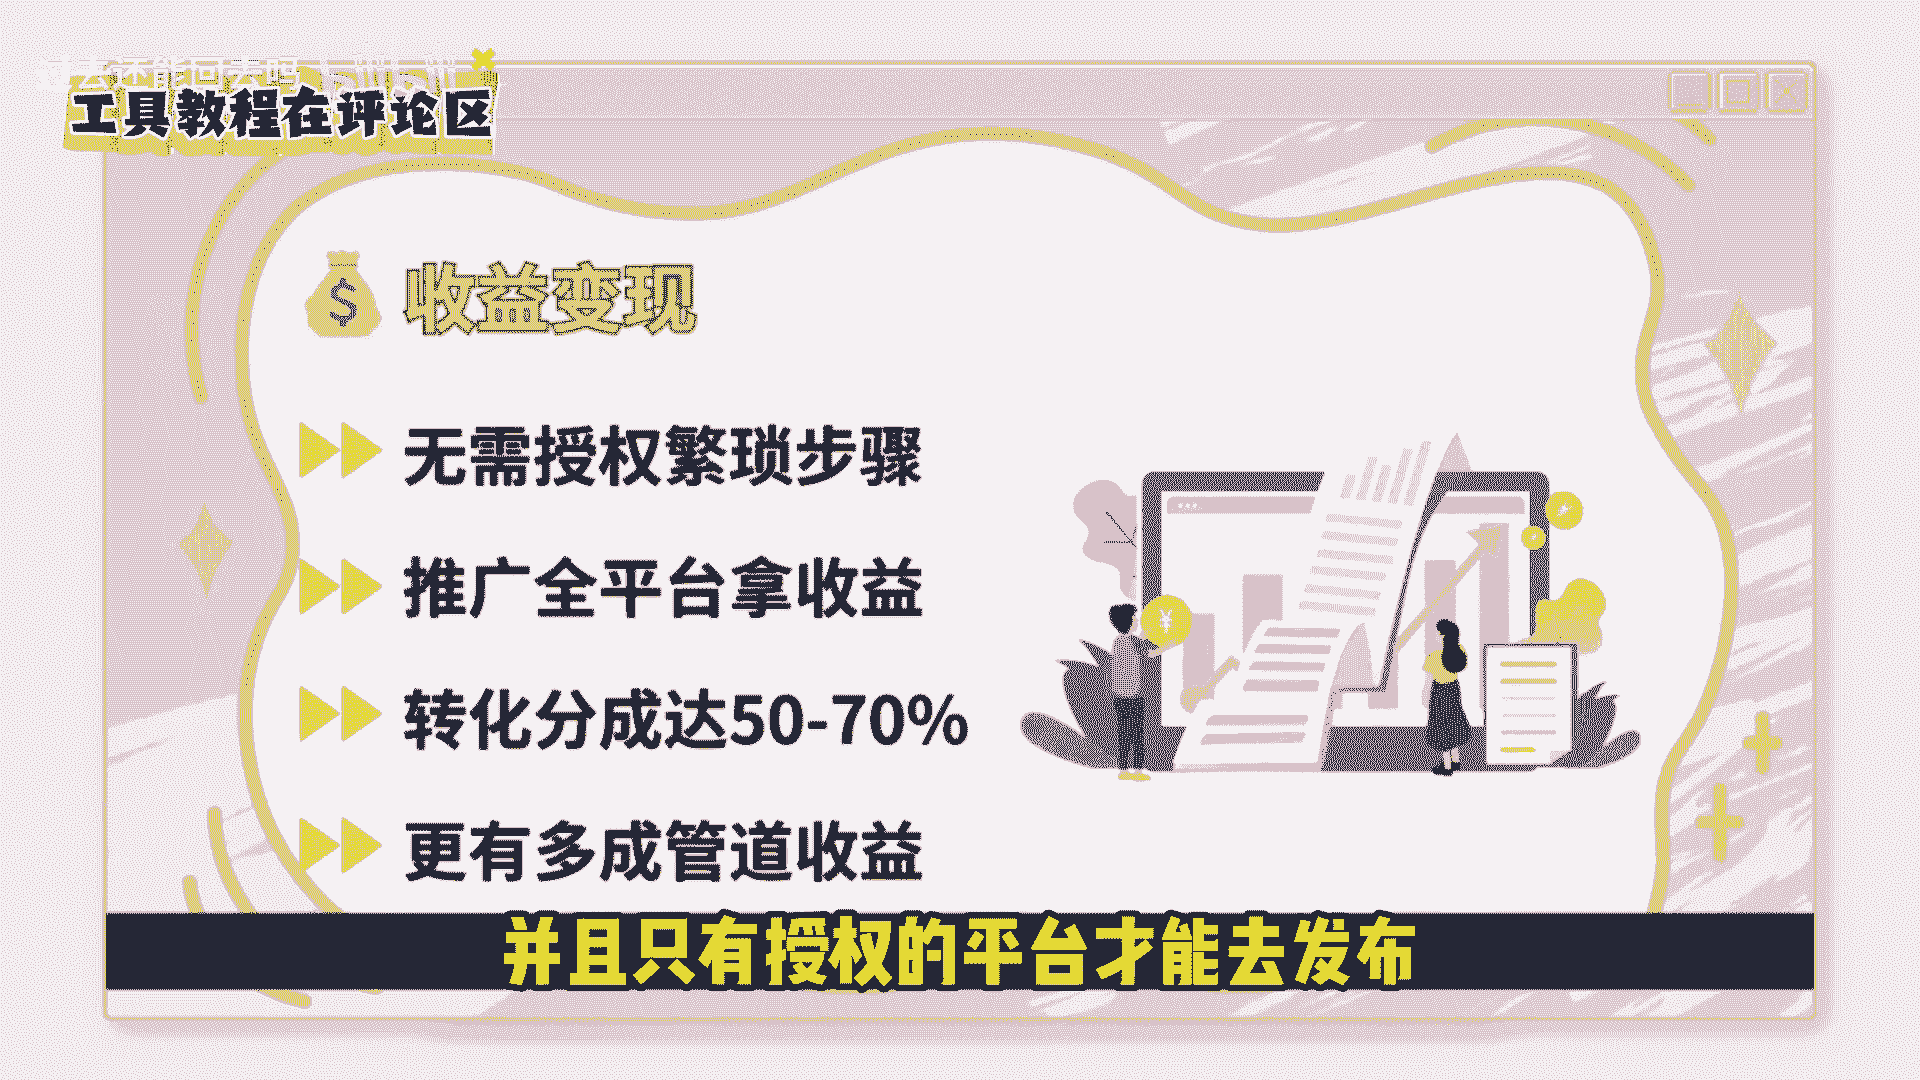 工具教程在评论区
收益变现
无需授权繁琐步骤
推广全平台拿收益
转化分成达50-70%
更有多成管道收益
并且只有授权的平台才能去发布